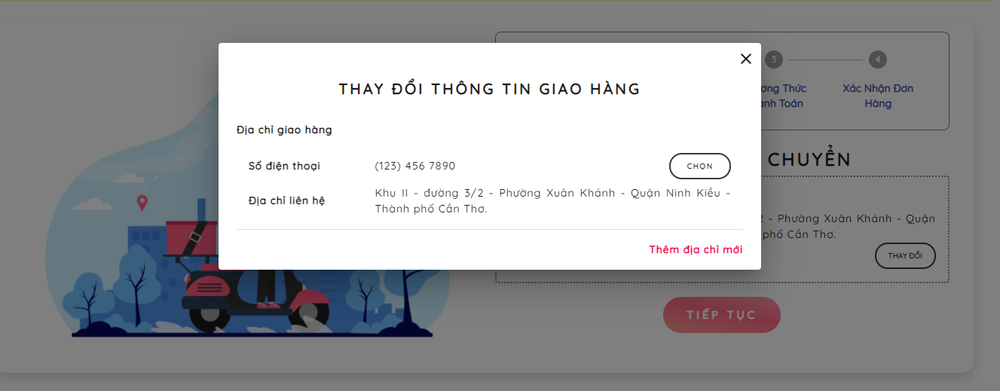 THAY ĐỔI THÔNG TIN GIAO HÀNG
Địa chỉ giao hàng
Số điện thoại
(123) 456 7890
CHỌN
Địa chỉ liên hệ
Khu II - đường 3/2 - Phường Xuân Khánh - Quận Ninh Kiều -
Thành phố Cần Thơ.
Thêm địa chỉ mới
3
4
Thức
Toán
Xác Nhận Đơn
Hàng
CHUYỂN
- Phường Xuân Khánh - Quận
phố Cần Thơ.
THAY ĐỔI
TIẾP TỤC